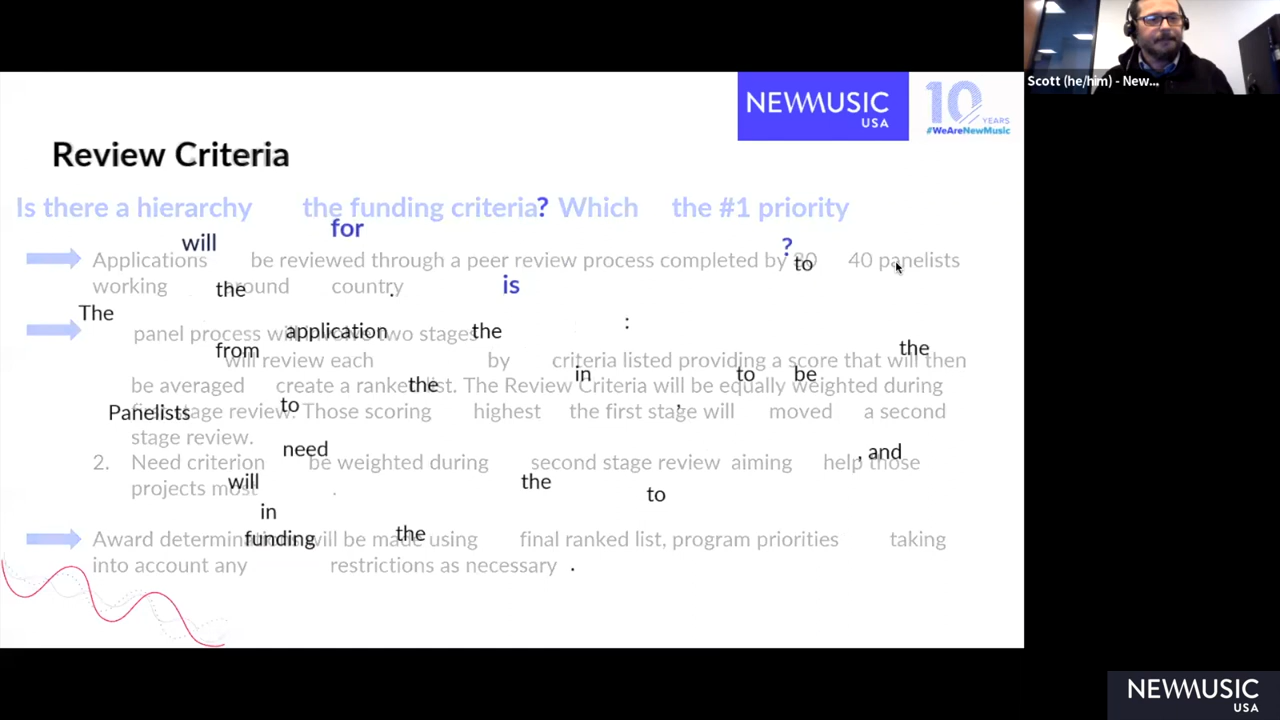 NEWMUSIC
USA
10
YEARS
#WeAreNewMusic
Scott (he/him) - New...
Review Criteria
Is there a hierarchy the funding criteria? Which the #1 priority
for
will ?
Applications be reviewed through a peer review process completed by to 40 panelists
working around the country . is
The
panel process will involve two stages application the :
from will review each by criteria listed providing a score that will then the
be averaged the create a ranked list. The Review Criteria will be equally weighted during in to be
Panelists stage review. Those scoring to highest the first stage will , moved a second
stage review. need
2. Need criterion be weighted during second stage review aiming help those , and
projects most will . the to
in
Award determinations will be made using funding the final ranked list, program priorities taking
into account any restrictions as necessary .
NEWMUSIC
USA